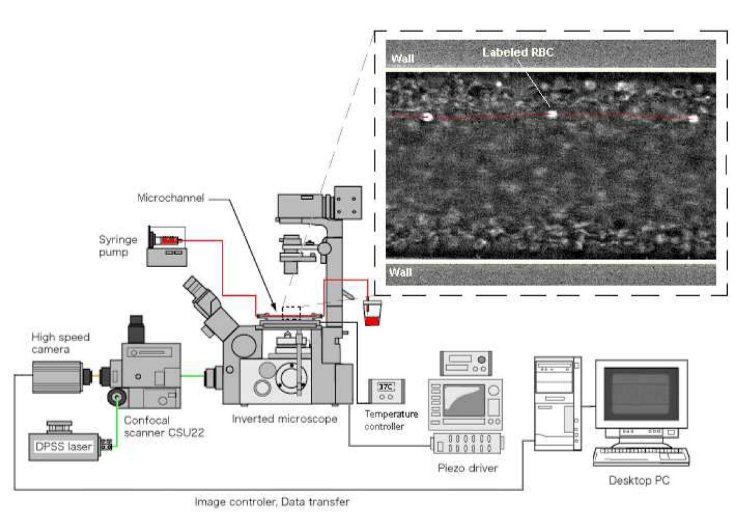 Wall
Labeled RBC
Wall
Microchannel
Syringe
pump
High speed
camera
DPSS laser
Confocal
scanner CSU22
Inverted microscope
37C
Temperature
controller
Piezo driver
Desktop PC
Image controler, Data transfer